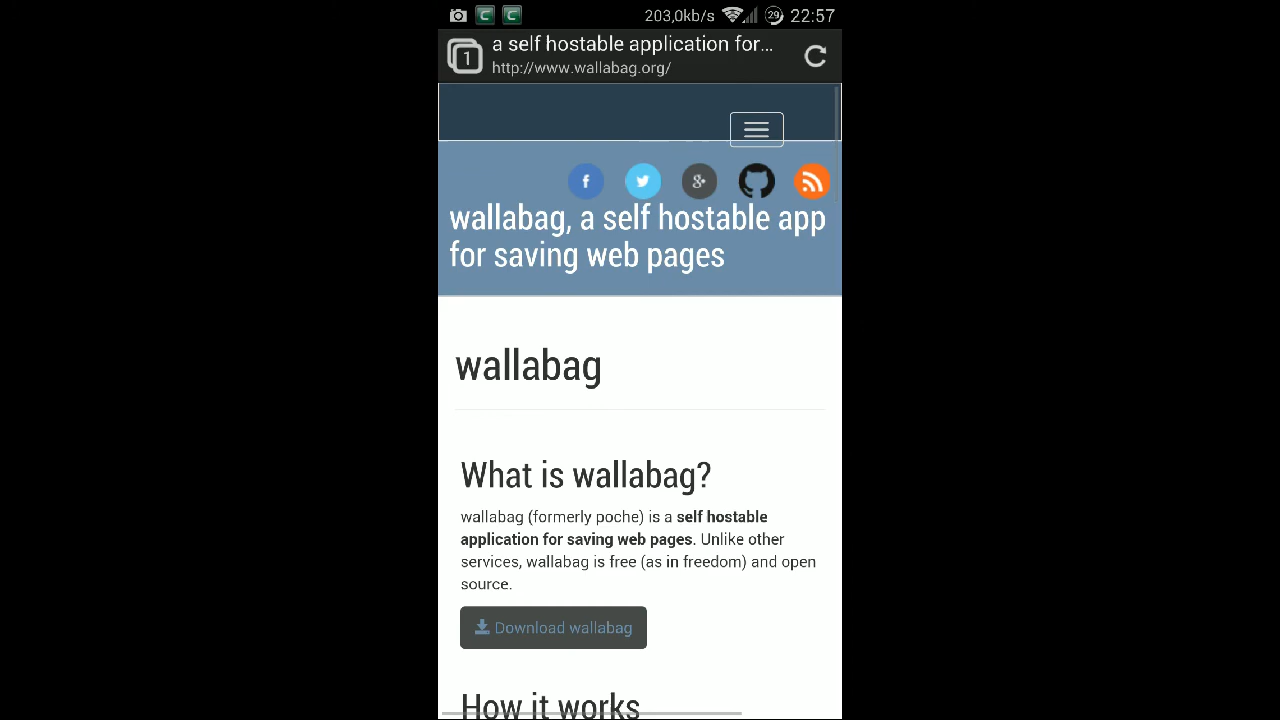 203,0kb/s 29 22:57
1 a self hostable application for...
http://www.wallabag.org/
f g+
wallabag, a self hostable app
for saving web pages
wallabag
What is wallabag?
wallabag (formerly poche) is a self hostable
application for saving web pages. Unlike other
services, wallabag is free (as in freedom) and open
source.
Download wallabag
How it works